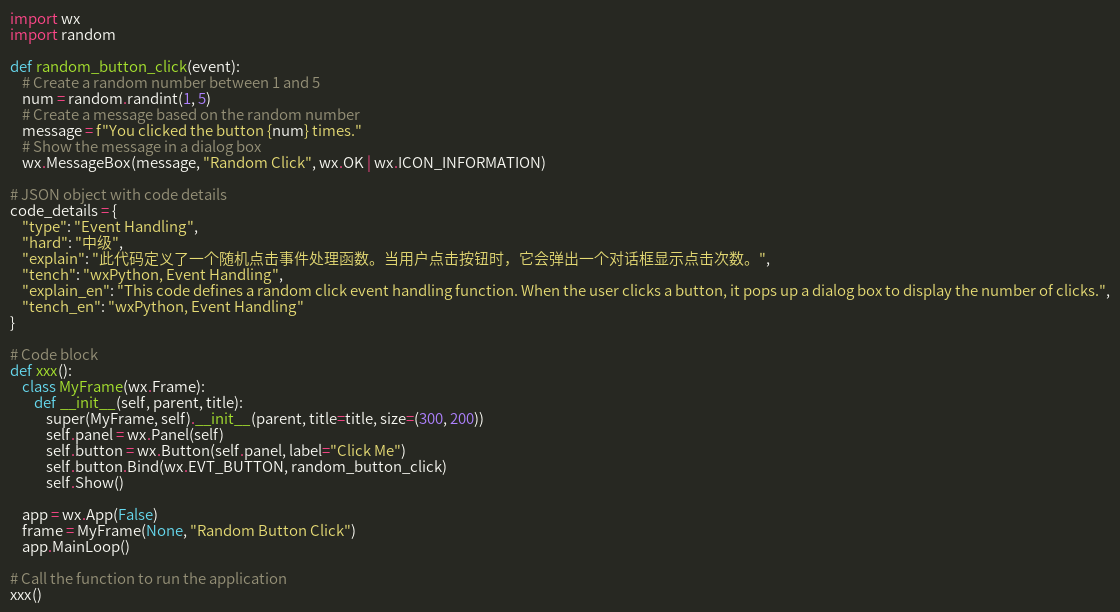 import wx
import random

def random_button_click(event):
    # Create a random number between 1 and 5
    num = random.randint(1, 5)
    # Create a message based on the random number
    message = f"You clicked the button {num} times."
    # Show the message in a dialog box
    wx.MessageBox(message, "Random Click", wx.OK | wx.ICON_INFORMATION)

# JSON object with code details
code_details = {
    "type": "Event Handling",
    "hard": "中级",
    "explain": "此代码定义了一个随机点击事件处理函数。当用户点击按钮时，它会弹出一个对话框显示点击次数。",
    "tench": "wxPython, Event Handling",
    "explain_en": "This code defines a random click event handling function. When the user clicks a button, it pops up a dialog box to display the number of clicks.",
    "tench_en": "wxPython, Event Handling"
}

# Code block
def xxx():
    class MyFrame(wx.Frame):
        def __init__(self, parent, title):
            super(MyFrame, self).__init__(parent, title=title, size=(300, 200))
            self.panel = wx.Panel(self)
            self.button = wx.Button(self.panel, label="Click Me")
            self.button.Bind(wx.EVT_BUTTON, random_button_click)
            self.Show()

    app = wx.App(False)
    frame = MyFrame(None, "Random Button Click")
    app.MainLoop()

# Call the function to run the application
xxx()